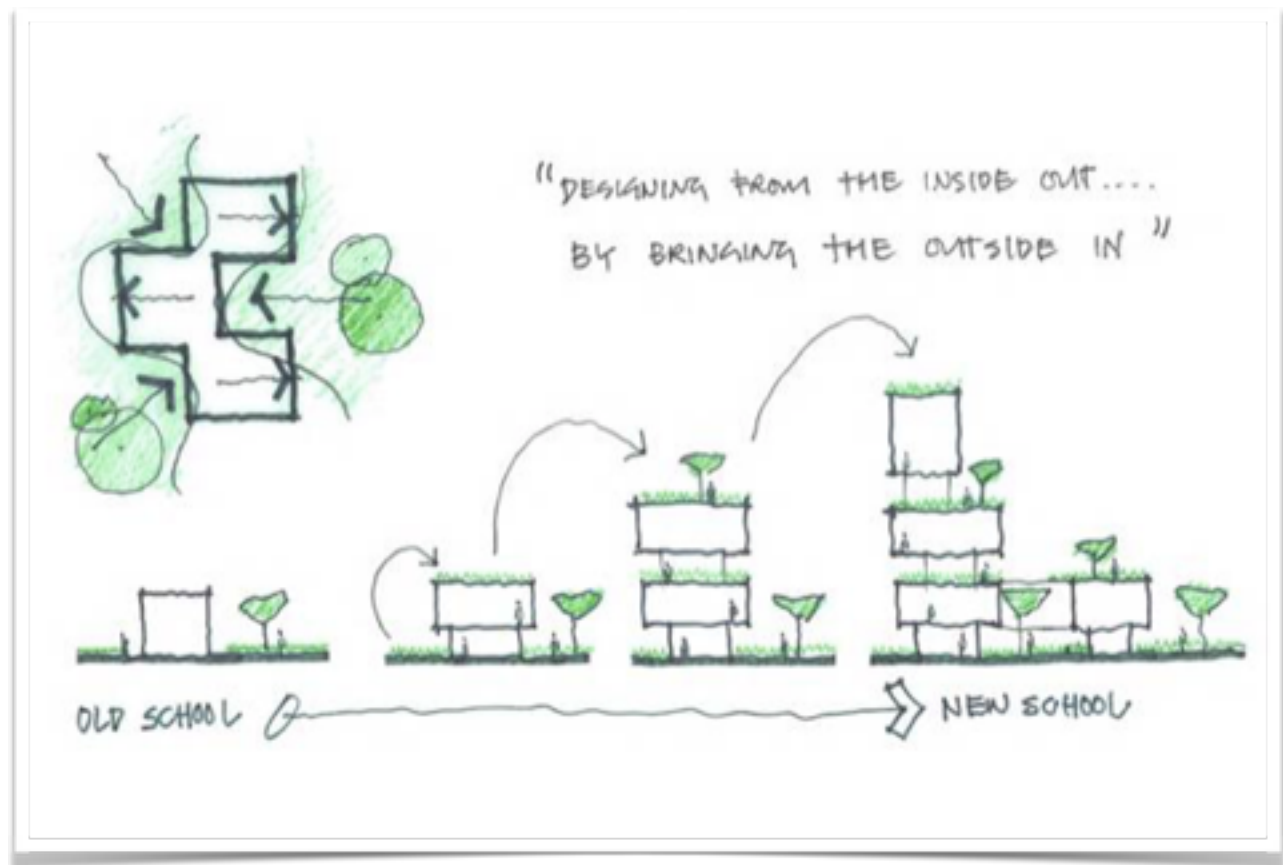 "DESIGNING FROM THE INSIDE OUT....
BY BRINGING THE OUTSIDE IN"
OLD SCHOOL
NEW SCHOOL